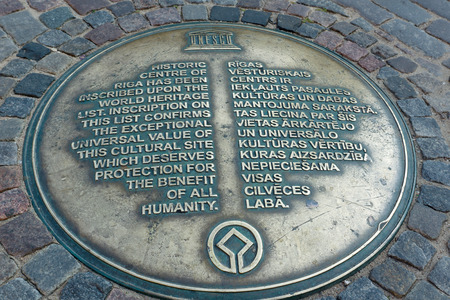 UNESCO
HISTORIC
CENTRE OF
RIGA HAS BEEN
INSCRIBED UPON THE
WORLD HERITAGE
LIST. INSCRIPTION ON
THIS LIST CONFIRMS
THE EXCEPTIONAL
UNIVERSAL VALUE OF
THIS CULTURAL SITE
WHICH DESERVES
PROTECTION FOR
THE BENEFIT
OF ALL
HUMANITY.
RĪGAS
VĒSTURISKAIS
CENTRS IR
IEKĻAUTS PASAULES
KULTŪRAS UN DABAS
MANTOJUMA SARAKSTĀ.
TAS LIECINA PAR ŠĪS
VIETAS ĀRKĀRTĒJO
UN UNIVERSĀLO
KULTŪRAS VĒRTĪBU,
KURAS AIZSARDZĪBA
NEPIECIEŠAMA
VISAS
CILVĒCES
LABĀ.